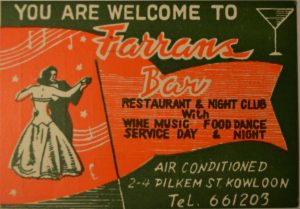 YOU ARE WELCOME TO
Farrans
Bar
RESTAURANT & NIGHT CLUB
With
WINE MUSIC FOOD DANCE
SERVICE DAY & NIGHT
AIR CONDITIONED
2-4 PILKEM ST. KOWLOON
Tel. 661203